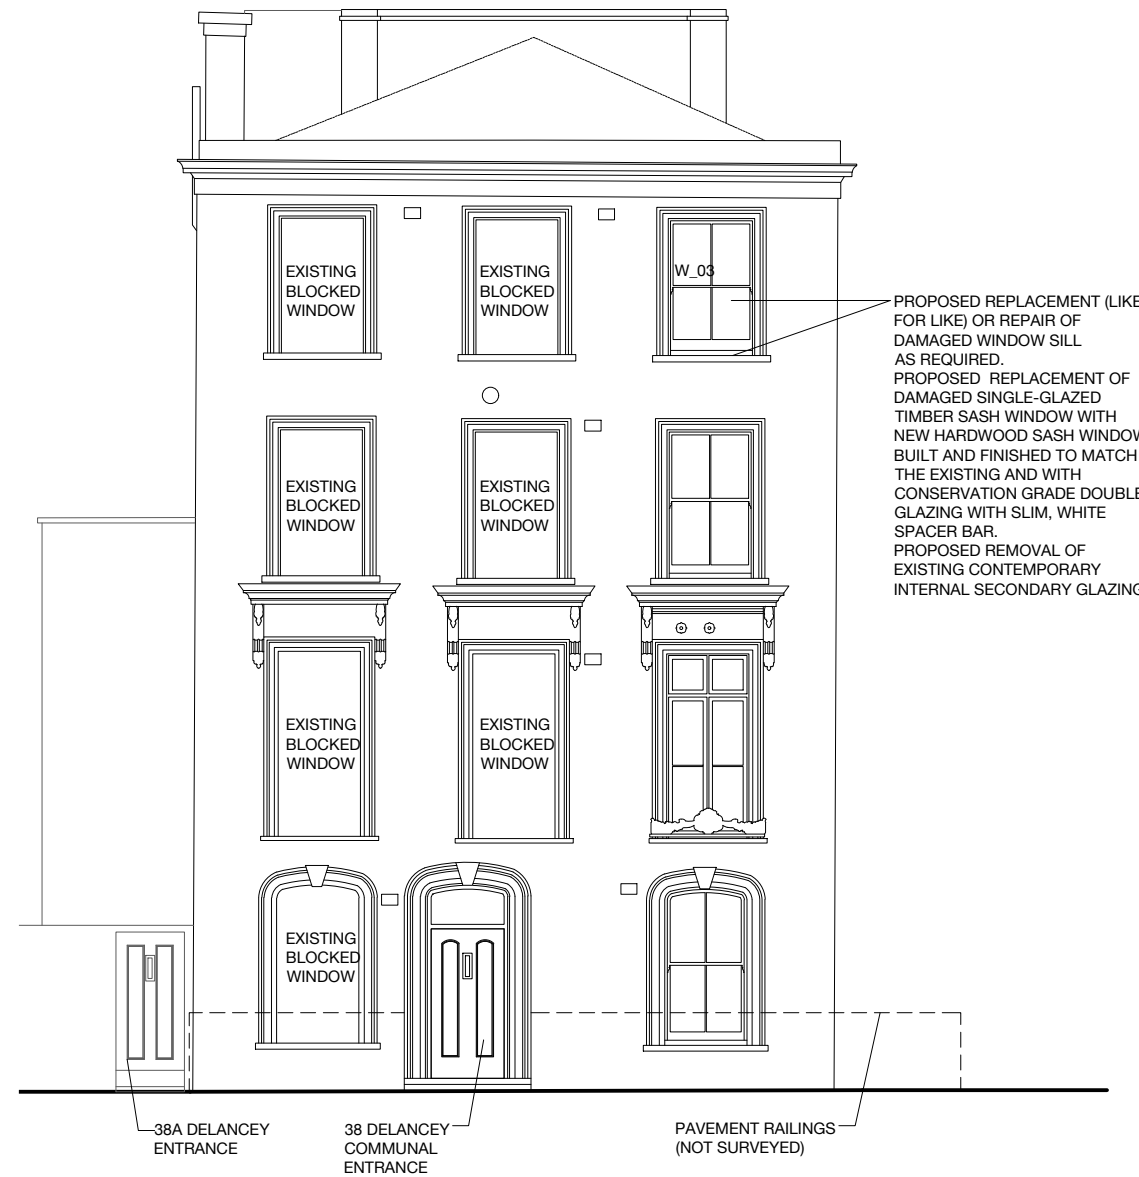 EXISTING
BLOCKED
WINDOW
EXISTING
BLOCKED
WINDOW
W_03
PROPOSED REPLACEMENT (LIKE
FOR LIKE) OR REPAIR OF
DAMAGED WINDOW SILL
AS REQUIRED.
PROPOSED REPLACEMENT OF
DAMAGED SINGLE-GLAZED
TIMBER SASH WINDOW WITH
NEW HARDWOOD SASH WINDOW
BUILT AND FINISHED TO MATCH
THE EXISTING AND WITH
CONSERVATION GRADE DOUBLE
GLAZING WITH SLIM, WHITE
SPACER BAR.
PROPOSED REMOVAL OF
EXISTING CONTEMPORARY
INTERNAL SECONDARY GLAZING
EXISTING
BLOCKED
WINDOW
EXISTING
BLOCKED
WINDOW
EXISTING
BLOCKED
WINDOW
EXISTING
BLOCKED
WINDOW
EXISTING
BLOCKED
WINDOW
38A DELANCEY
ENTRANCE
38 DELANCEY
COMMUNAL
ENTRANCE
PAVEMENT RAILINGS
(NOT SURVEYED)